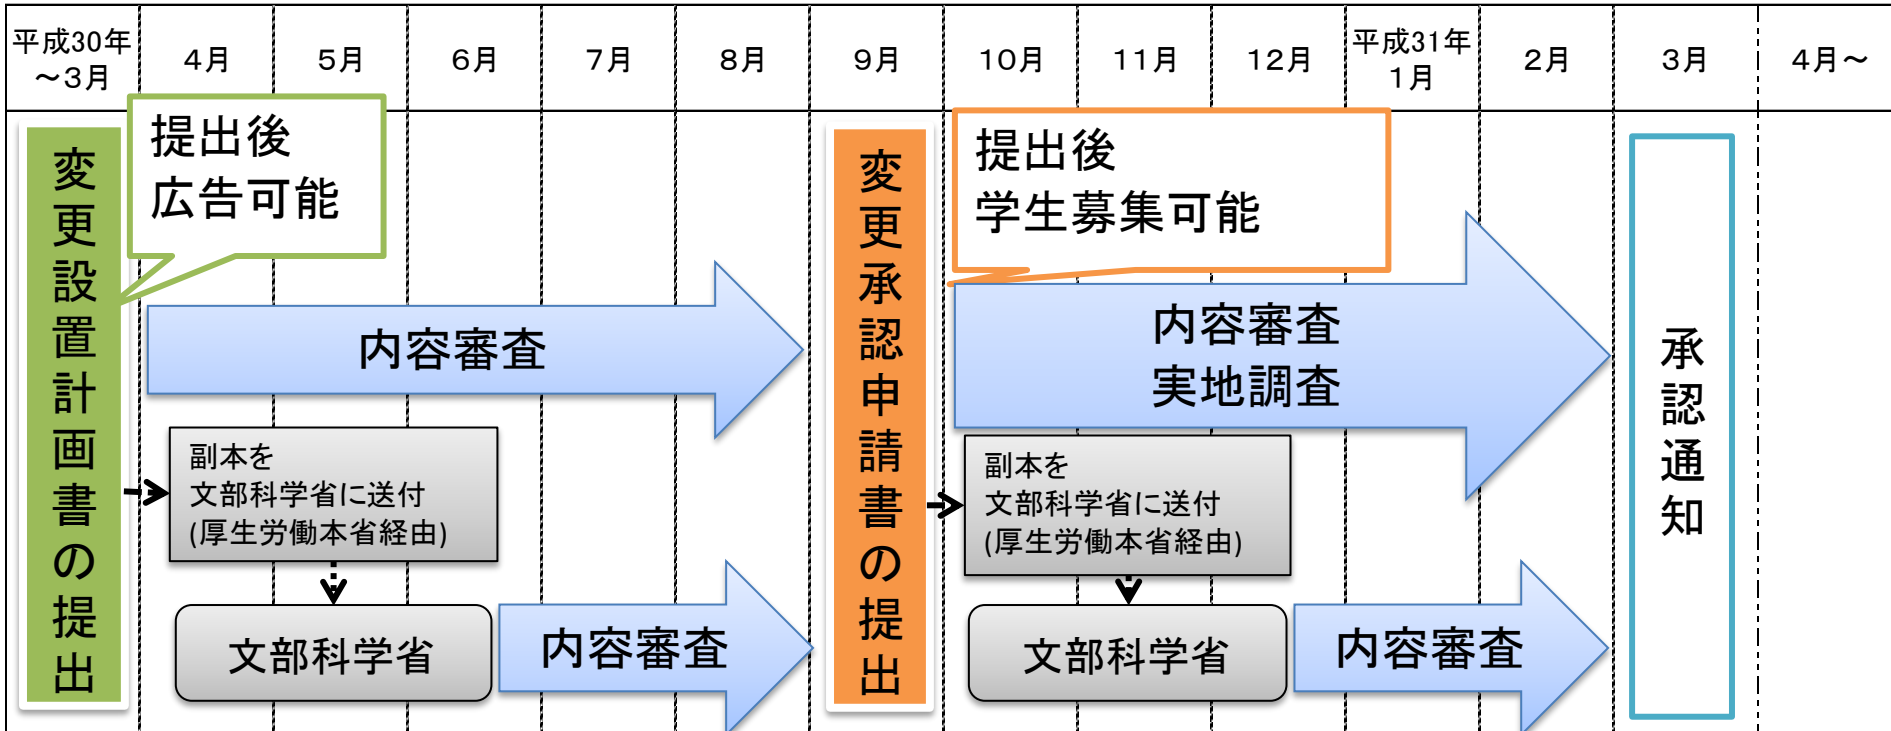 平成30年
～3月
4月
5月
6月
7月
8月
9月
10月
11月
12月
平成31年
1月
2月
3月
4月～
変更設置計画書の提出
提出後
広告可能
内容審査
副本を
文部科学省に送付
(厚生労働本省経由)
文部科学省
内容審査
変更承認申請書の提出
提出後
学生募集可能
内容審査
実地調査
副本を
文部科学省に送付
(厚生労働本省経由)
文部科学省
内容審査
承認通知